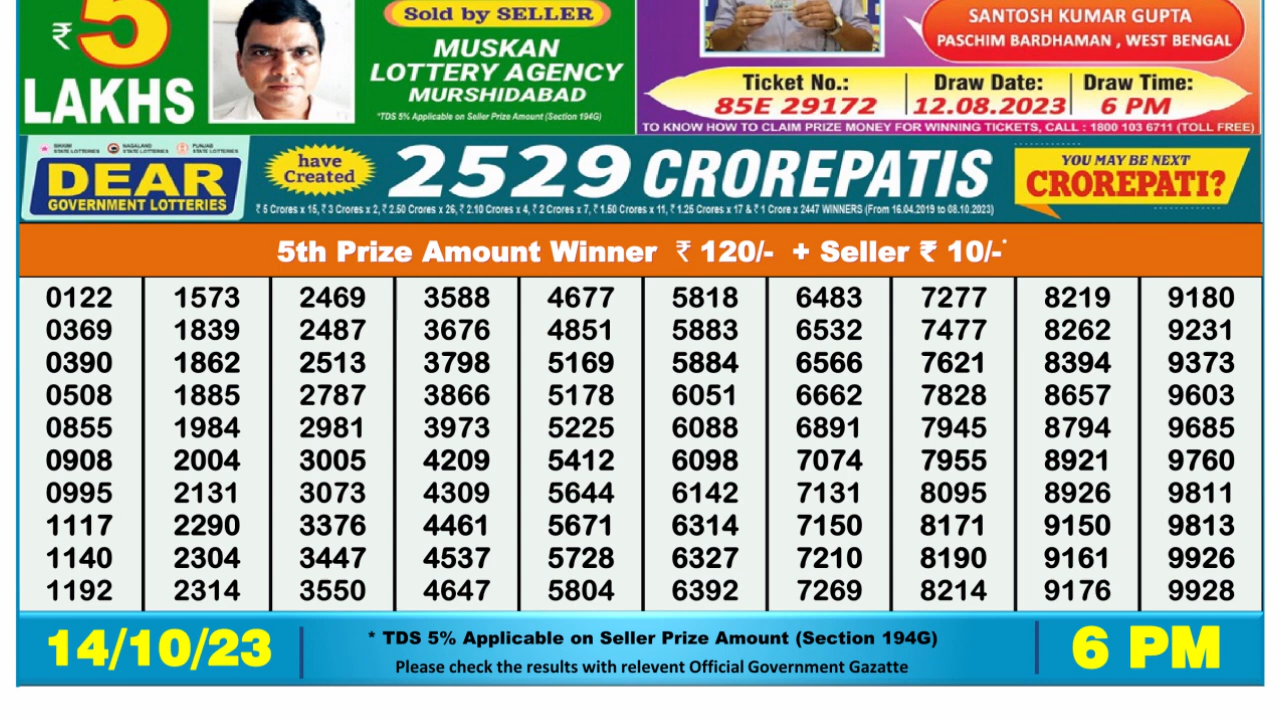 ₹ 5
LAKHS
Sold by SELLER
MUSKAN
LOTTERY AGENCY
MURSHIDABAD
*TDS 5% Applicable on Seller Prize Amount (Section 194G)
SANTOSH KUMAR GUPTA
PASCHIM BARDHAMAN , WEST BENGAL
Ticket No.: Draw Date: Draw Time:
85E 29172 12.08.2023 6 PM
TO KNOW HOW TO CLAIM PRIZE MONEY FOR WINNING TICKETS, CALL : 1800 103 6711 (TOLL FREE)
SIKKIM STATE LOTTERIES NAGALAND STATE LOTTERIES PUNJAB STATE LOTTERIES
DEAR
GOVERNMENT LOTTERIES
have
Created
2529 CROREPATIS
₹ 5 Crores x 15, ₹ 3 Crores x 2, ₹ 2.50 Crores x 26, ₹ 2.10 Crores x 4, ₹ 2 Crores x 7, ₹ 1.50 Crores x 11, ₹ 1.25 Crores x 17 & ₹ 1 Crore x 2447 WINNERS (From 16.04.2019 to 08.10.2023)
YOU MAY BE NEXT
CROREPATI?
5th Prize Amount Winner ₹ 120/- + Seller ₹ 10/-*
0122 1573 2469 3588 4677 5818 6483 7277 8219 9180
0369 1839 2487 3676 4851 5883 6532 7477 8262 9231
0390 1862 2513 3798 5169 5884 6566 7621 8394 9373
0508 1885 2787 3866 5178 6051 6662 7828 8657 9603
0855 1984 2981 3973 5225 6088 6891 7945 8794 9685
0908 2004 3005 4209 5412 6098 7074 7955 8921 9760
0995 2131 3073 4309 5644 6142 7131 8095 8926 9811
1117 2290 3376 4461 5671 6314 7150 8171 9150 9813
1140 2304 3447 4537 5728 6327 7210 8190 9161 9926
1192 2314 3550 4647 5804 6392 7269 8214 9176 9928
14/10/23
* TDS 5% Applicable on Seller Prize Amount (Section 194G)
Please check the results with relevent Official Government Gazatte
6 PM